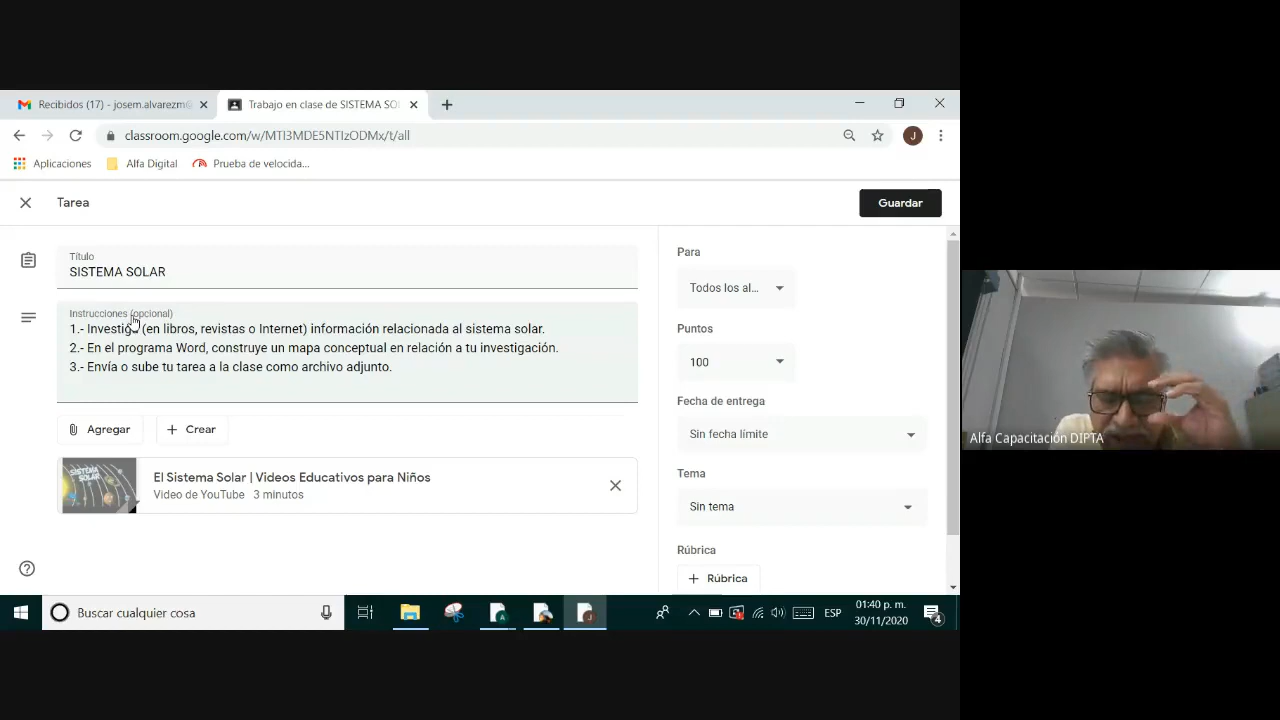 Recibidos (17) - josem.alvarezm@
Trabajo en clase de SISTEMA SO
classroom.google.com/w/MTI3MDE5NTIzODMx/t/all
J
Aplicaciones
Alfa Digital
Prueba de velocida...
Tarea
Guardar
Título
SISTEMA SOLAR
Instrucciones (opcional)
1.- Investiga (en libros, revistas o Internet) información relacionada al sistema solar.
2.- En el programa Word, construye un mapa conceptual en relación a tu investigación.
3.- Envía o sube tu tarea a la clase como archivo adjunto.
Agregar
+ Crear
SISTEMA
SOLAR
El Sistema Solar | Videos Educativos para Niños
Video de YouTube 3 minutos
Para
Todos los al...
Puntos
100
Fecha de entrega
Sin fecha límite
Tema
Sin tema
Rúbrica
+ Rúbrica
Alfa Capacitación DIPTA
Buscar cualquier cosa
ESP
01:40 p. m.
30/11/2020
4